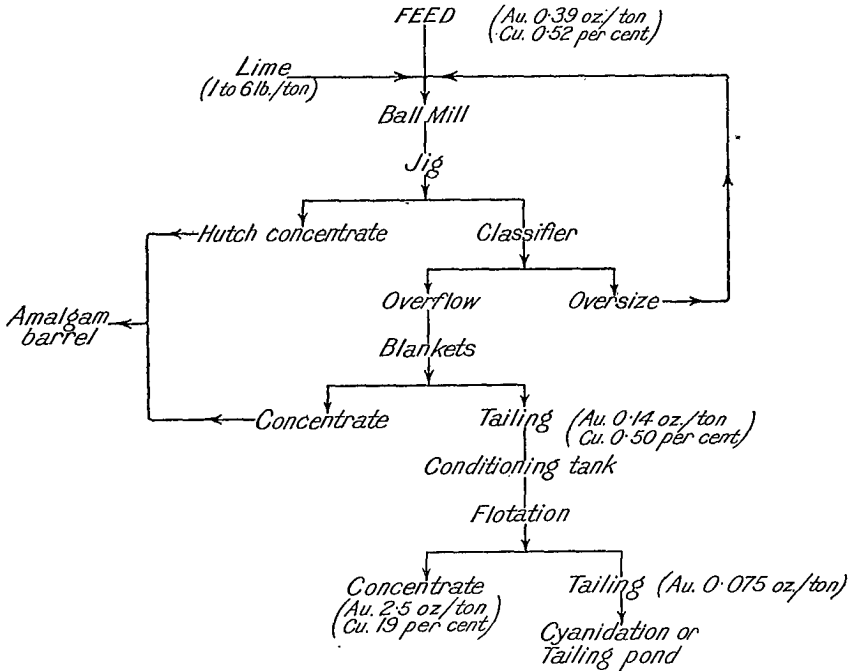 FEED
(Au. 0·39 oz./ton
Cu. 0·52 per cent)
Lime
(1 to 6 lb./ton)
Ball Mill
Jig
Hutch concentrate
Classifier
Overflow
Oversize
Amalgam
barrel
Blankets
Concentrate
Tailing
(Au. 0·14 oz./ton
Cu. 0·50 per cent)
Conditioning tank
Flotation
Concentrate
(Au. 2·5 oz/ton
Cu. 19 per cent)
Tailing (Au. 0·075 oz./ton)
Cyanidation or
Tailing pond